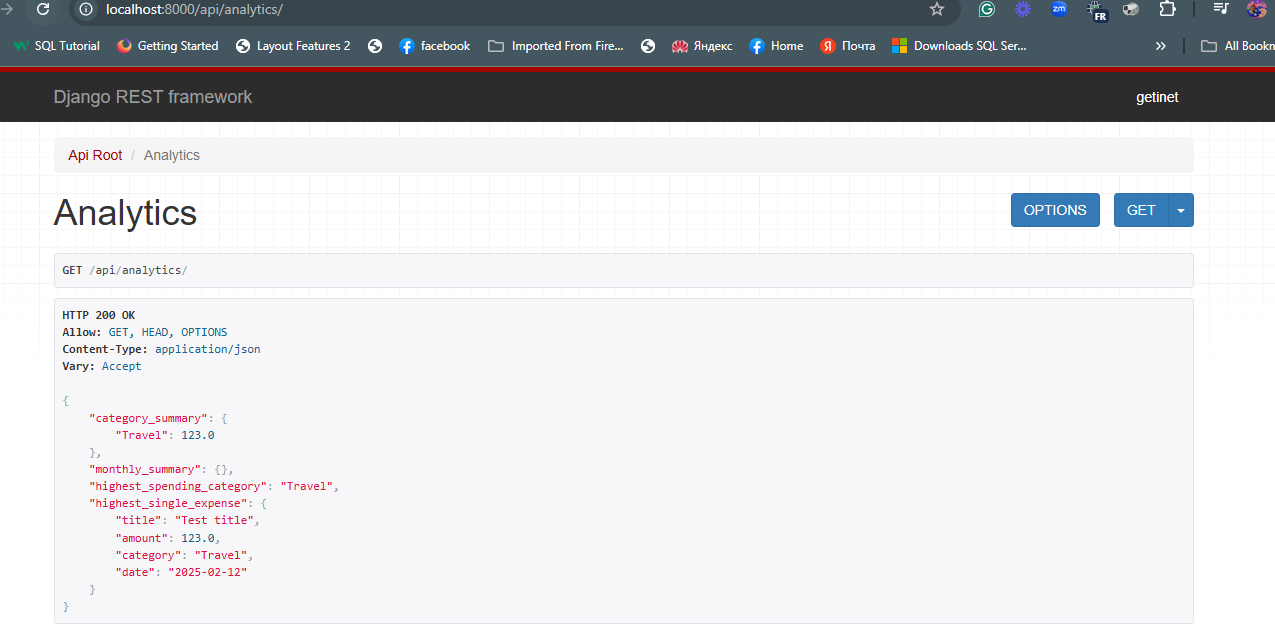 localhost:8000/api/analytics/
zm
FR
SQL Tutorial Getting Started Layout Features 2 facebook Imported From Fire... Яндекс Home Я Почта Downloads SQL Ser... » All Bookm
Django REST framework getinet
Api Root / Analytics
Analytics OPTIONS GET
GET /api/analytics/
HTTP 200 OK
Allow: GET, HEAD, OPTIONS
Content-Type: application/json
Vary: Accept
{
    "category_summary": {
        "Travel": 123.0
    },
    "monthly_summary": {},
    "highest_spending_category": "Travel",
    "highest_single_expense": {
        "title": "Test title",
        "amount": 123.0,
        "category": "Travel",
        "date": "2025-02-12"
    }
}